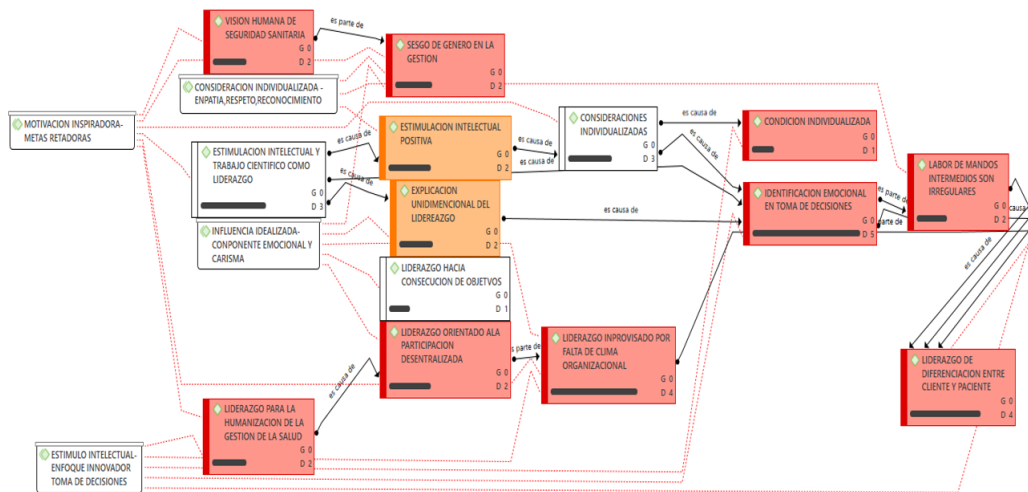 VISION HUMANA DE
SEGURIDAD SANITARIA
G 0
D 2
es parte de
SESGO DE GENERO EN LA
GESTION
G 0
D 2
CONSIDERACION INDIVIDUALIZADA -
ENPATIA,RESPETO,RECONOCIMIENTO
MOTIVACION INSPIRADORA-
METAS RETADORAS
ESTIMULACION INTELECTUAL Y
TRABAJO CIENTIFICO COMO
LIDERAZGO
G 0
D 3
es causa de
es causa de
ESTIMULACION INTELECTUAL
POSITIVA
G 0
D 2
es causa de
es causa de
CONSIDERACIONES
INDIVIDUALIZADAS
G 0
D 3
es causa de
es causa de
CONDICION INDIVIDUALIZADA
G 0
D 1
EXPLICACION
UNIDIMENCIONAL DEL
LIDEREAZGO
G 0
D 2
es causa de
IDENTIFICACION EMOCIONAL
EN TOMA DE DECISIONES
G 0
D 5
es parte de
parte de
LABOR DE MANDOS
INTERMEDIOS SON
IRREGULARES
G 0
D 2
causa
es causa de
INFLUENCIA IDEALIZADA-
CONPONENTE EMOCIONAL Y
CARISMA
LIDERAZGO HACIA
CONSECUCION DE OBJETVOS
G 0
D 1
LIDERAZGO ORIENTADO ALA
PARTICIPACION
DESENTRALIZADA
G 0
D 2
es parte de
LIDERAZGO INPROVISADO POR
FALTA DE CLIMA
ORGANIZACIONAL
G 0
D 4
LIDERAZGO DE
DIFERENCIACION ENTRE
CLIENTE Y PACIENTE
G 0
D 4
es causa de
LIDERAZGO PARA LA
HUMANIZACION DE LA
GESTION DE LA SALUD
G 0
D 2
ESTIMULO INTELECTUAL-
ENFOQUE INNOVADOR
TOMA DE DECISIONES